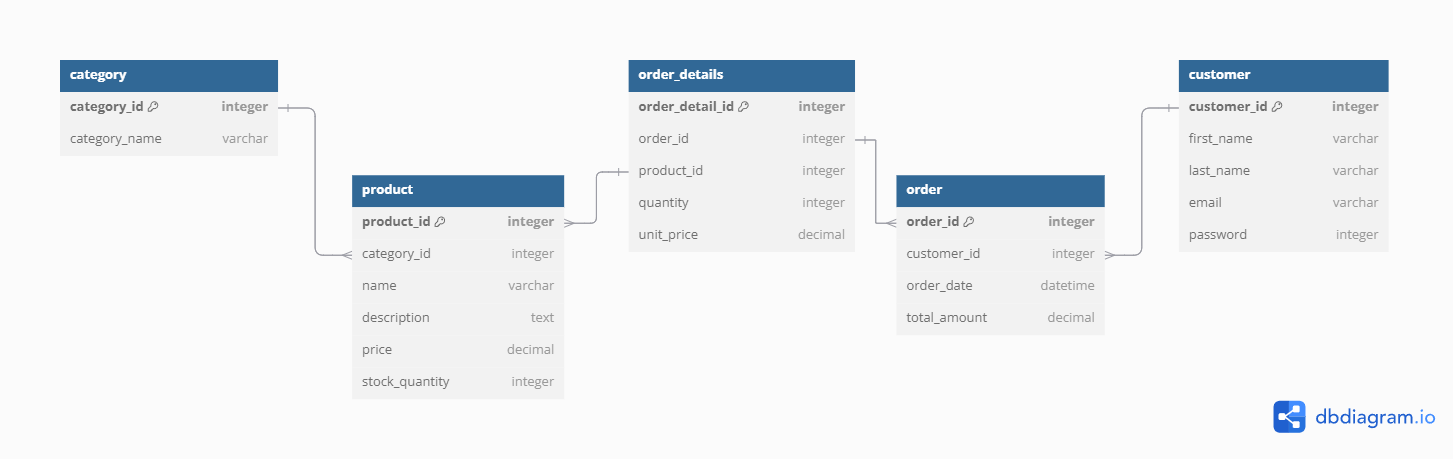 category
category_id integer
category_name varchar
product
product_id integer
category_id integer
name varchar
description text
price decimal
stock_quantity integer
order_details
order_detail_id integer
order_id integer
product_id integer
quantity integer
unit_price decimal
order
order_id integer
customer_id integer
order_date datetime
total_amount decimal
customer
customer_id integer
first_name varchar
last_name varchar
email varchar
password integer
dbdiagram.io